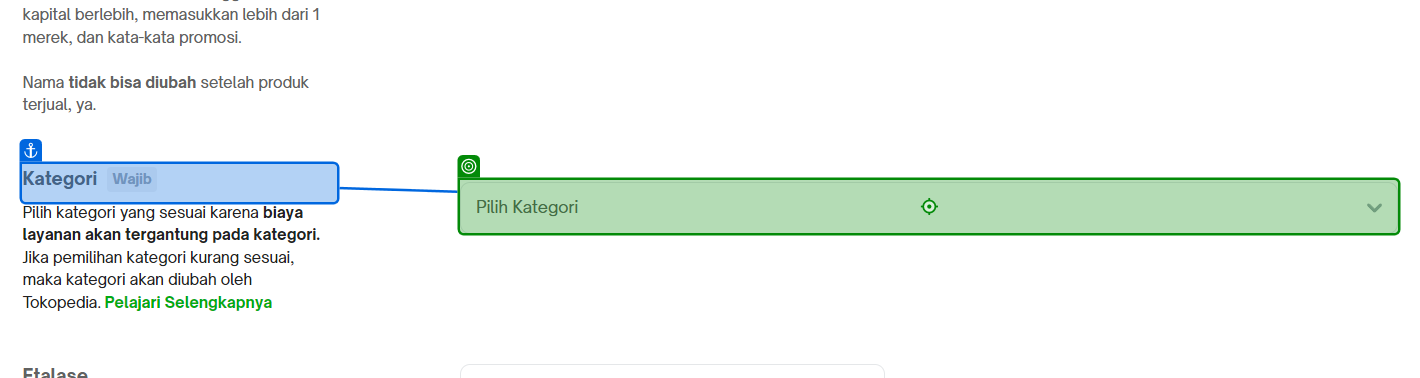 kapital berlebih, memasukkan lebih dari 1
merek, dan kata-kata promosi.
Nama tidak bisa diubah setelah produk
terjual, ya.
Kategori Wajib
Pilih Kategori
Pilih kategori yang sesuai karena biaya
layanan akan tergantung pada kategori.
Jika pemilihan kategori kurang sesuai,
maka kategori akan diubah oleh
Tokopedia. Pelajari Selengkapnya
Etalase